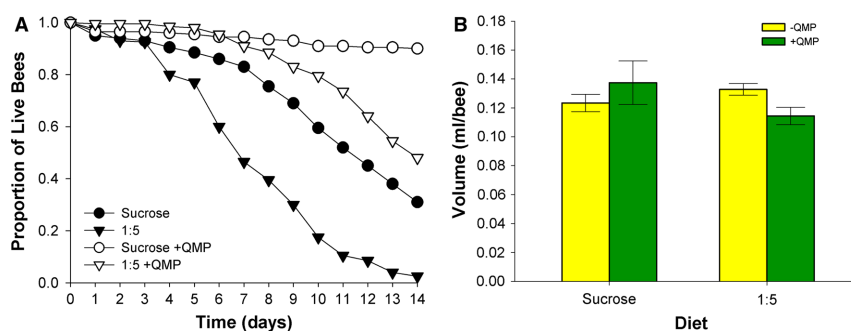 A
Proportion of Live Bees
1.0
0.8
0.6
0.4
0.2
0.0
Sucrose
1:5
Sucrose +QMP
1:5 +QMP
0 1 2 3 4 5 6 7 8 9 10 11 12 13 14
Time (days)
B
Volume (ml/bee)
0.18
0.16
0.14
0.12
0.10
0.08
0.06
0.04
0.02
0.00
-QMP
+QMP
Sucrose 1:5
Diet